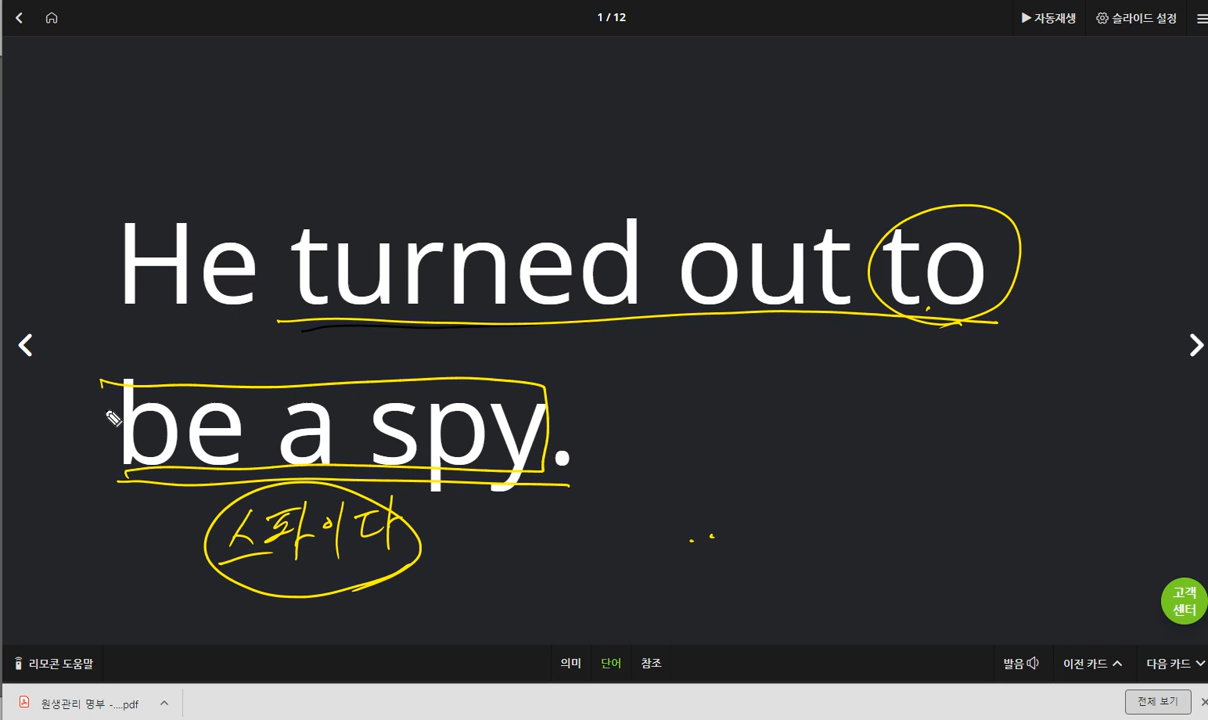 1 / 12
자동재생
슬라이드 설정
He turned out to
be a spy.
스파이다
고객
센터
리모콘 도움말
의미
단어
참조
발음
이전 카드
다음 카드
원생관리 명부 -....pdf
전체 보기